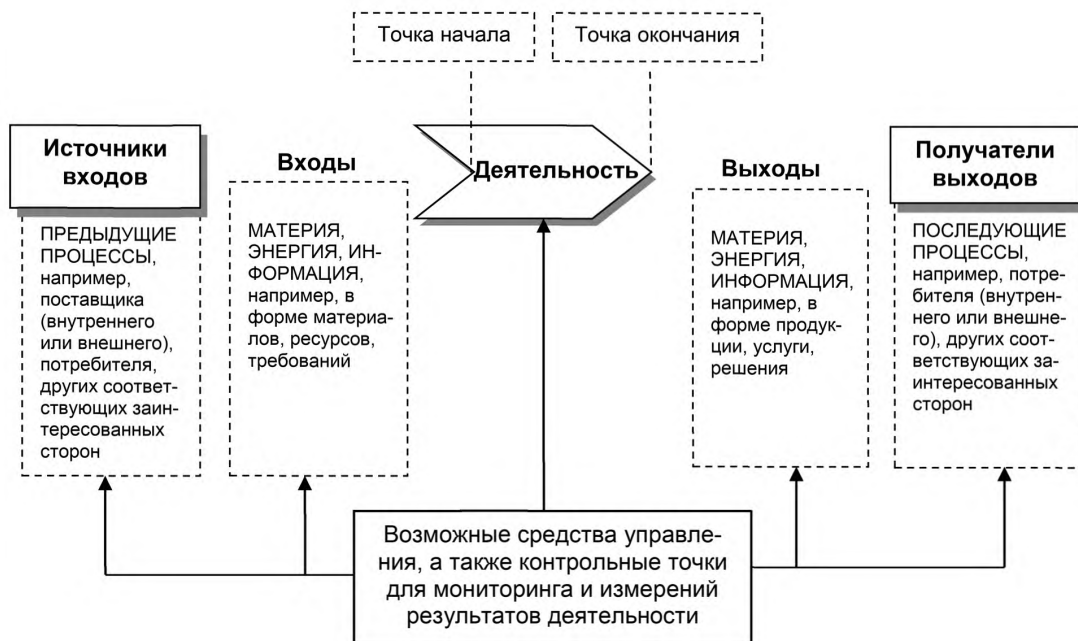 Точка начала
Точка окончания
Источники
входов
ПРЕДЫДУЩИЕ
ПРОЦЕССЫ,
например,
поставщика
(внутреннего
или внешнего),
потребителя,
других соответ-
ствующих заин-
тересованных
сторон
Входы
МАТЕРИЯ,
ЭНЕРГИЯ, ИН-
ФОРМАЦИЯ,
например, в
форме материа-
лов, ресурсов,
требований
Деятельность
Выходы
МАТЕРИЯ,
ЭНЕРГИЯ,
ИНФОРМАЦИЯ,
например, в
форме продук-
ции, услуги,
решения
Получатели
выходов
ПОСЛЕДУЮЩИЕ
ПРОЦЕССЫ,
например, потре-
бителя (внутрен-
него или внешне-
го), других соот-
ветствующих за-
интересованных
сторон
Возможные средства управле-
ния, а также контрольные точки
для мониторинга и измерений
результатов деятельности